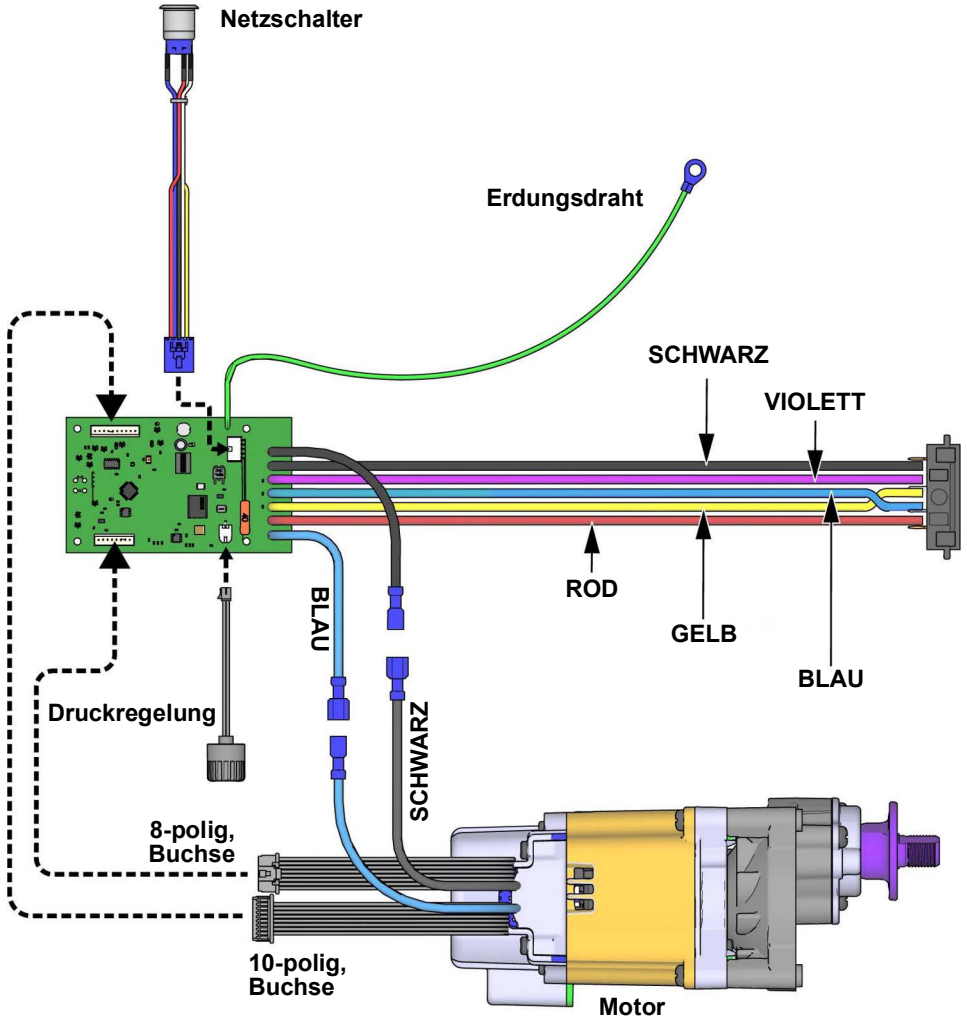 Netzschalter
Erdungsdraht
SCHWARZ
VIOLETT
ROD
GELB
BLAU
BLAU
SCHWARZ
Druckregelung
8-polig,
Buchse
10-polig,
Buchse
Motor